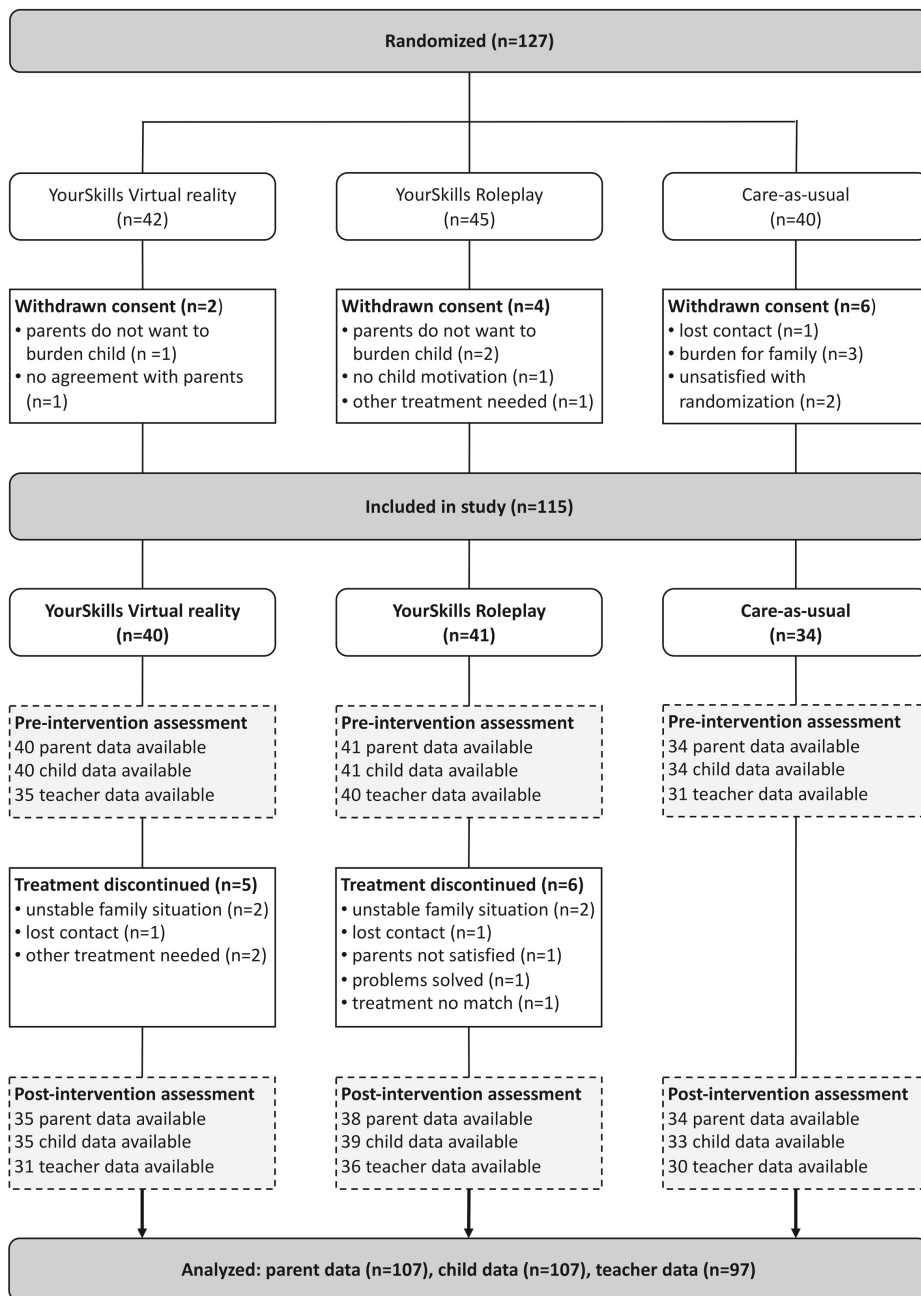 Randomized (n=127)
YourSkills Virtual reality
(n=42)
YourSkills Roleplay
(n=45)
Care-as-usual
(n=40)
Withdrawn consent (n=2)
• parents do not want to
burden child (n =1)
• no agreement with parents
(n=1)
Withdrawn consent (n=4)
• parents do not want to
burden child (n=2)
• no child motivation (n=1)
• other treatment needed (n=1)
Withdrawn consent (n=6)
• lost contact (n=1)
• burden for family (n=3)
• unsatisfied with
randomization (n=2)
Included in study (n=115)
YourSkills Virtual reality
(n=40)
YourSkills Roleplay
(n=41)
Care-as-usual
(n=34)
Pre-intervention assessment
40 parent data available
40 child data available
35 teacher data available
Pre-intervention assessment
41 parent data available
41 child data available
40 teacher data available
Pre-intervention assessment
34 parent data available
34 child data available
31 teacher data available
Treatment discontinued (n=5)
• unstable family situation (n=2)
• lost contact (n=1)
• other treatment needed (n=2)
Treatment discontinued (n=6)
• unstable family situation (n=2)
• lost contact (n=1)
• parents not satisfied (n=1)
• problems solved (n=1)
• treatment no match (n=1)
Post-intervention assessment
35 parent data available
35 child data available
31 teacher data available
Post-intervention assessment
38 parent data available
39 child data available
36 teacher data available
Post-intervention assessment
34 parent data available
33 child data available
30 teacher data available
Analyzed: parent data (n=107), child data (n=107), teacher data (n=97)